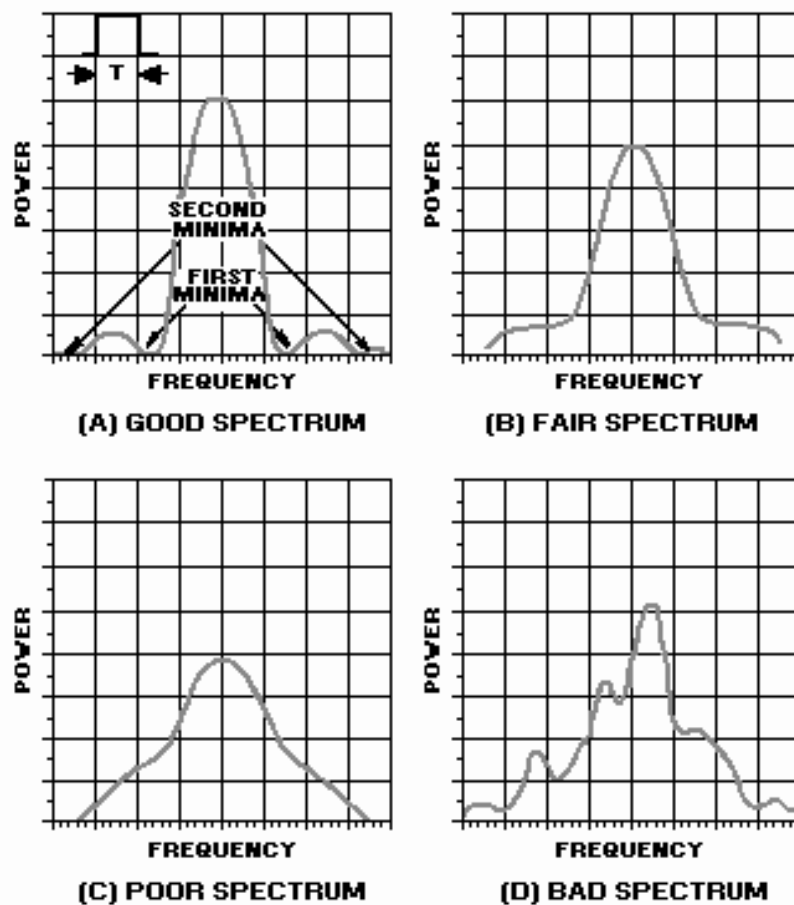 T
POWER
SECOND
MINIMA
FIRST
MINIMA
FREQUENCY
(A) GOOD SPECTRUM
POWER
FREQUENCY
(B) FAIR SPECTRUM
POWER
FREQUENCY
(C) POOR SPECTRUM
POWER
FREQUENCY
(D) BAD SPECTRUM